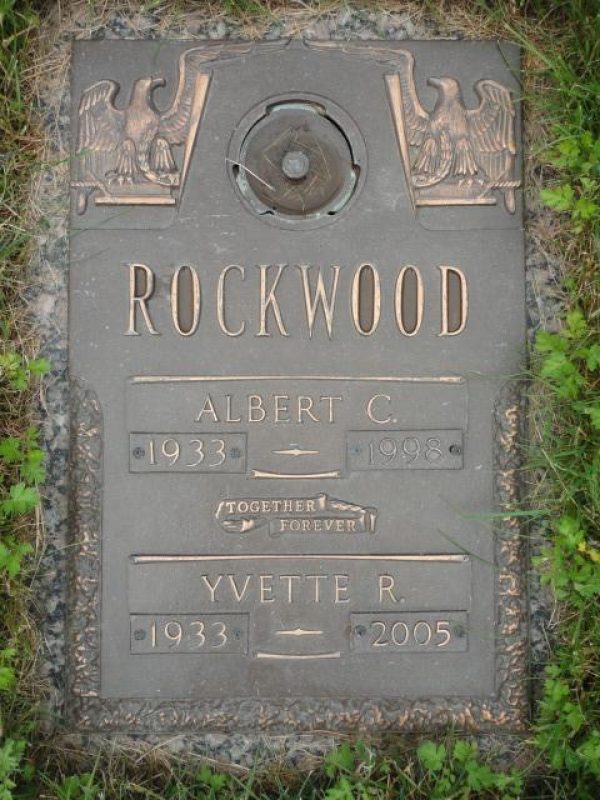 ROCKWOOD
ALBERT C.
1933 – 1998
TOGETHER
FOREVER
YVETTE R.
1933 – 2005